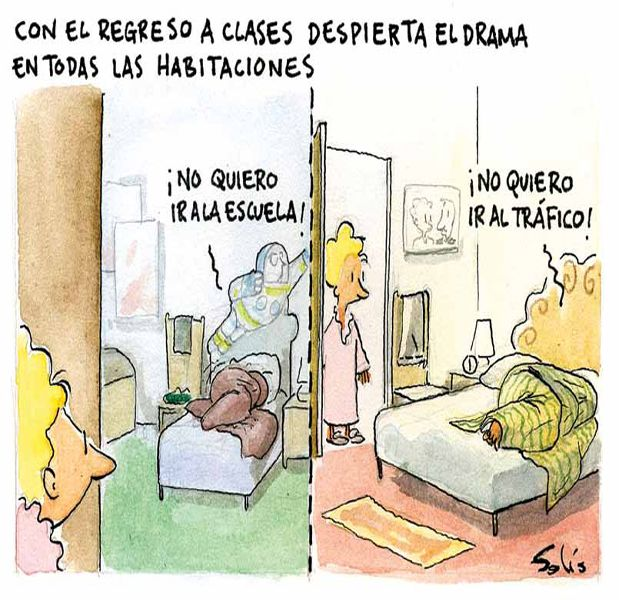 CON EL REGRESO A CLASES DESPIERTA EL DRAMA
EN TODAS LAS HABITACIONES
¡NO QUIERO
IR A LA ESCUELA!
¡NO QUIERO
IR AL TRÁFICO!
Solís